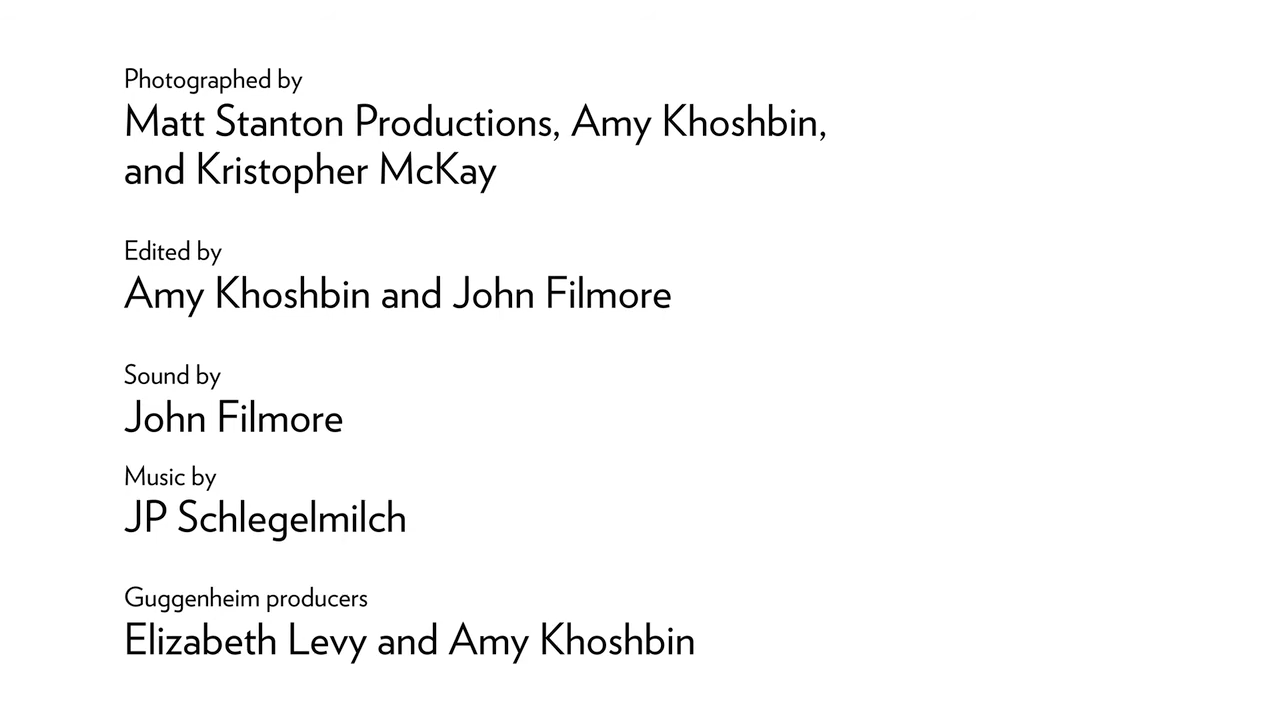 Photographed by
Matt Stanton Productions, Amy Khoshbin,
and Kristopher McKay
Edited by
Amy Khoshbin and John Filmore
Sound by
John Filmore
Music by
JP Schlegelmilch
Guggenheim producers
Elizabeth Levy and Amy Khoshbin